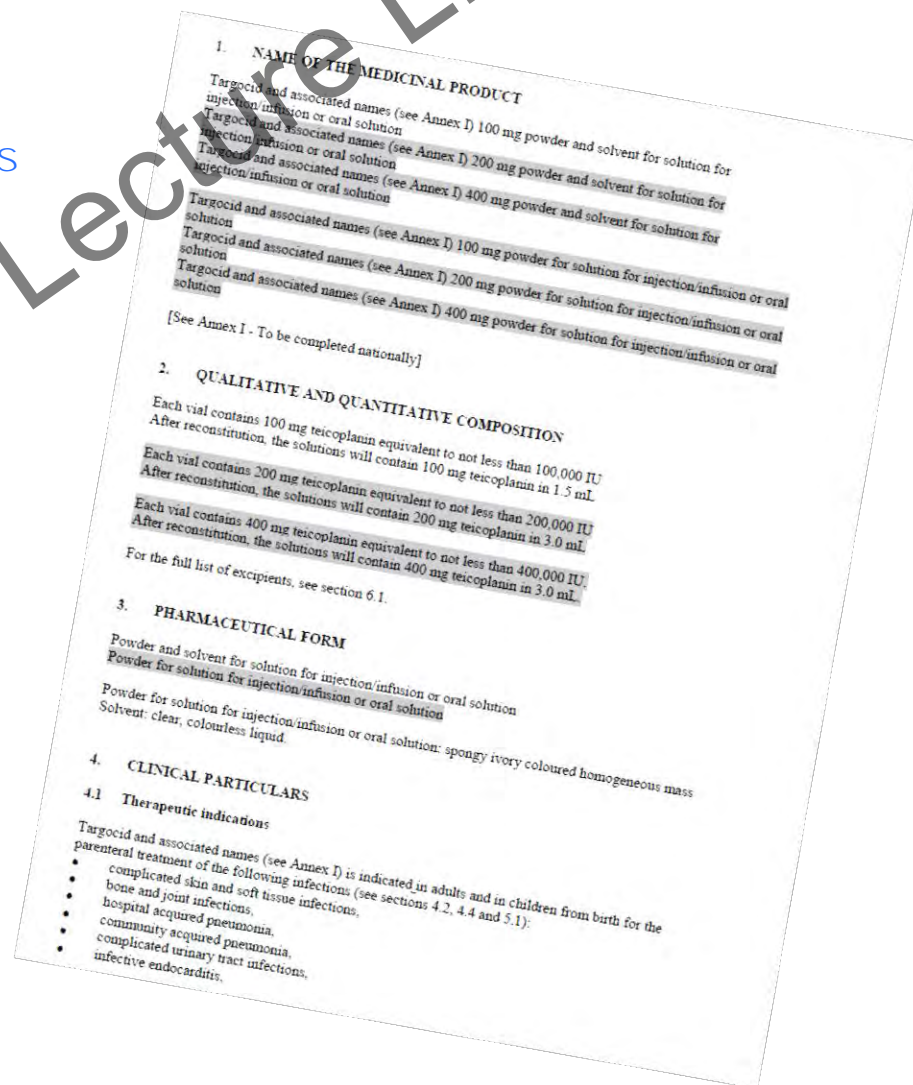 Lecture
s
1. NAME OF THE MEDICINAL PRODUCT
Targocid and associated names (see Annex I) 100 mg powder and solvent for solution for
injection/infusion or oral solution
Targocid and associated names (see Annex I) 200 mg powder and solvent for solution for
injection/infusion or oral solution
Targocid and associated names (see Annex I) 400 mg powder and solvent for solution for
injection/infusion or oral solution
Targocid and associated names (see Annex I) 100 mg powder for solution for injection/infusion or oral
solution
Targocid and associated names (see Annex I) 200 mg powder for solution for injection/infusion or oral
solution
Targocid and associated names (see Annex I) 400 mg powder for solution for injection/infusion or oral
solution
[See Annex I - To be completed nationally]
2. QUALITATIVE AND QUANTITATIVE COMPOSITION
Each vial contains 100 mg teicoplanin equivalent to not less than 100,000 IU
After reconstitution, the solutions will contain 100 mg teicoplanin in 1.5 mL
Each vial contains 200 mg teicoplanin equivalent to not less than 200,000 IU
After reconstitution, the solutions will contain 200 mg teicoplanin in 3.0 mL
Each vial contains 400 mg teicoplanin equivalent to not less than 400,000 IU.
After reconstitution, the solutions will contain 400 mg teicoplanin in 3.0 mL.
For the full list of excipients, see section 6.1.
3. PHARMACEUTICAL FORM
Powder and solvent for solution for injection/infusion or oral solution
Powder for solution for injection/infusion or oral solution
Powder for solution for injection/infusion or oral solution: spongy ivory coloured homogeneous mass
Solvent: clear, colourless liquid.
4. CLINICAL PARTICULARS
4.1 Therapeutic indications
Targocid and associated names (see Annex I) is indicated in adults and in children from birth for the
parenteral treatment of the following infections (see sections 4.2, 4.4 and 5.1):
• complicated skin and soft tissue infections,
• bone and joint infections,
• hospital acquired pneumonia,
• community acquired pneumonia,
• complicated urinary tract infections,
• infective endocarditis,